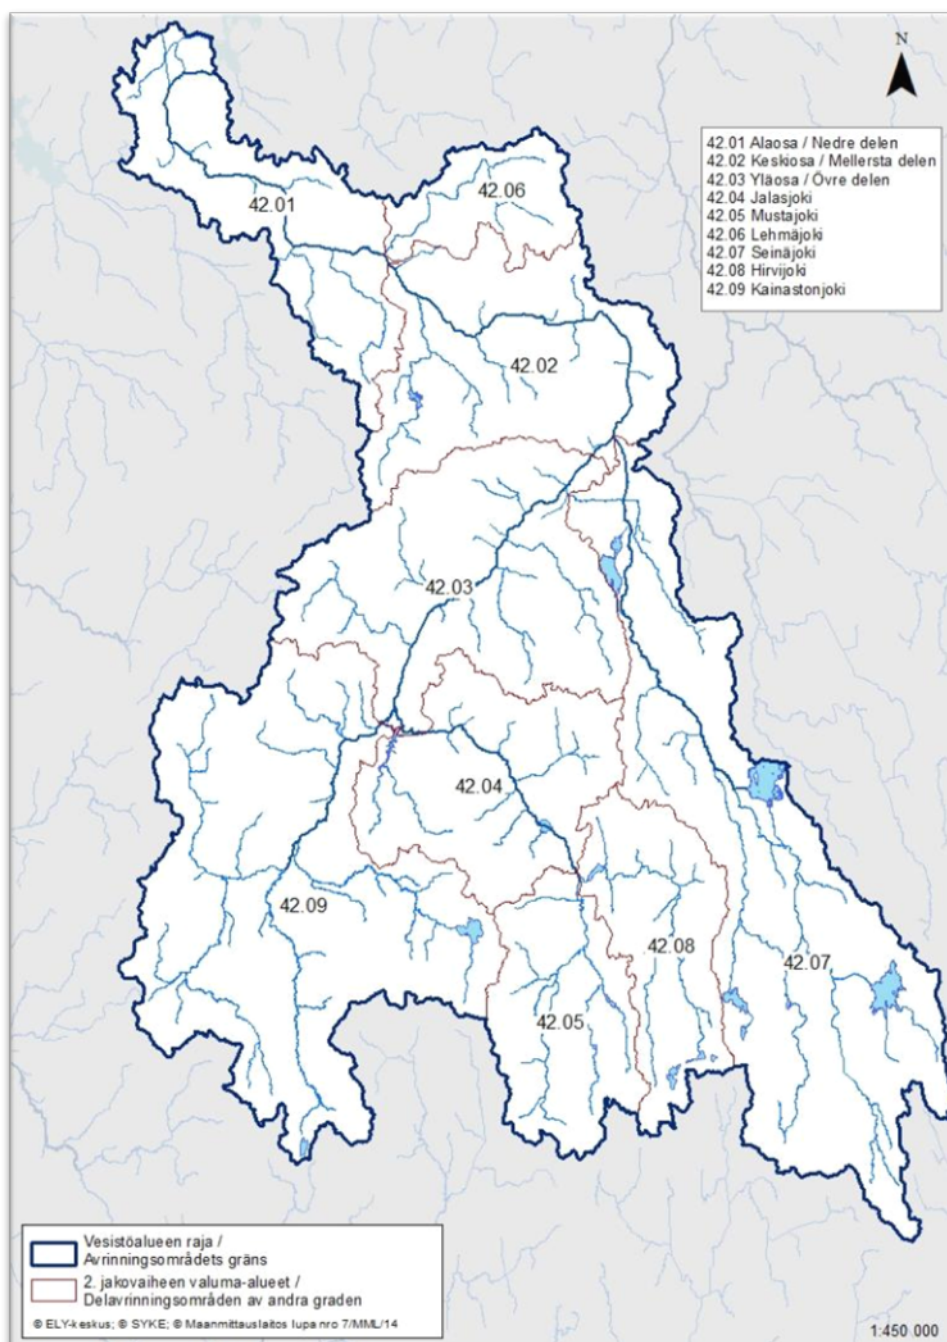 N
42.01 Alaosa / Nedre delen
42.02 Keskiosa / Mellersta delen
42.03 Yläosa / Övre delen
42.04 Jalasjoki
42.05 Mustajoki
42.06 Lehmäjoki
42.07 Seinäjoki
42.08 Hirvijoki
42.09 Kainastonjoki
42.06
42.01
42.02
42.03
42.04
42.09
42.08
42.07
42.05
Vesistöalueen raja /
Avrinningsområdets gräns
2. jakovaiheen valuma-alueet /
Delavrinningsområden av andra graden
© ELY-keskus; © SYKE; © Maanmittauslaitos lupa nro 7/MML/14
1:450 000